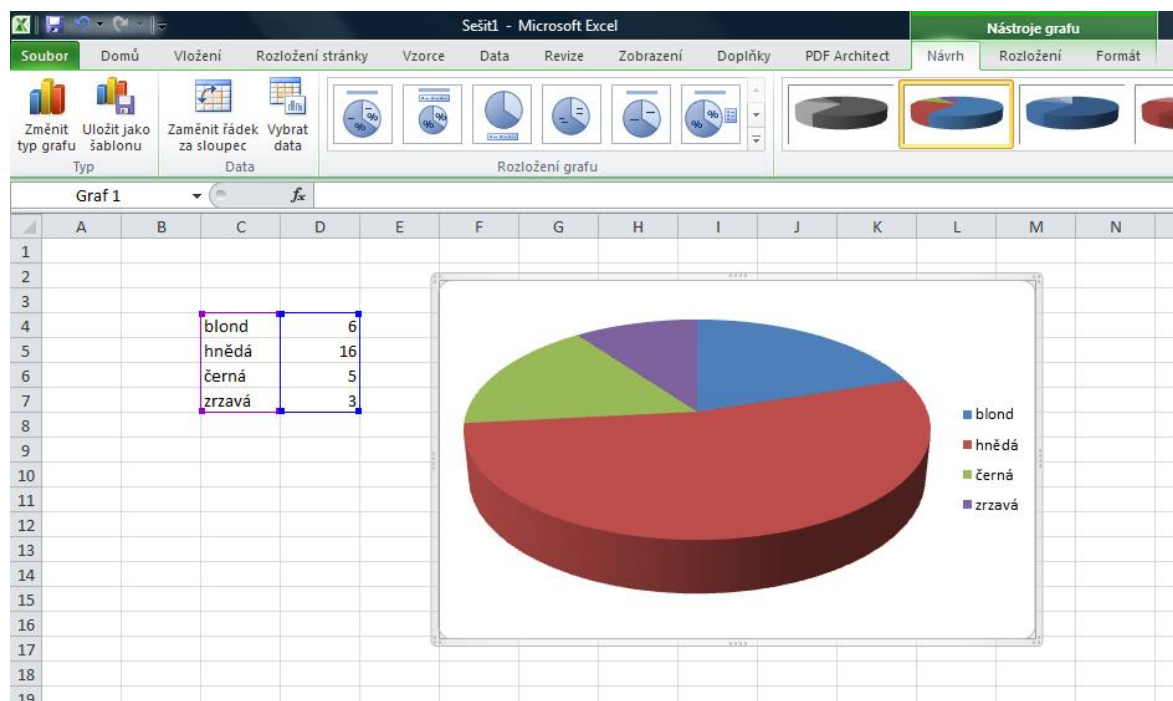 Sešit1 - Microsoft Excel
Nástroje grafu
Soubor Domů Vložení Rozložení stránky Vzorce Data Revize Zobrazení Doplňky PDF Architect Návrh Rozložení Formát
Změnit typ grafu
Uložit jako šablonu
Zaměnit řádek za sloupec
Vybrat data
Typ Data Rozložení grafu
Graf 1 fx
A B C D E F G H I J K L M N
1
2
3
4 blond 6
5 hnědá 16
6 černá 5
7 zrzavá 3
8
9
10
11
12
13
14
15
16
17
18
19
blond
hnědá
černá
zrzavá